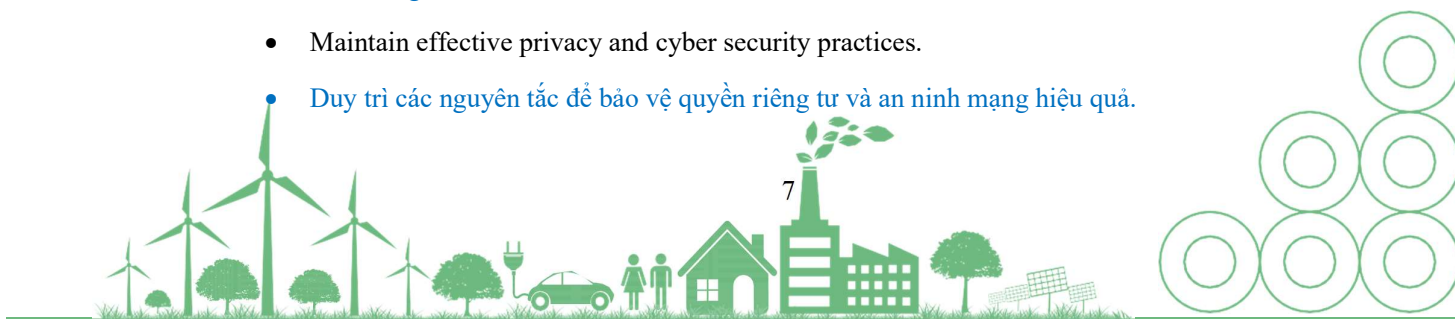 • Maintain effective privacy and cyber security practices.
• Duy trì các nguyên tắc để bảo vệ quyền riêng tư và an ninh mạng hiệu quả.
7